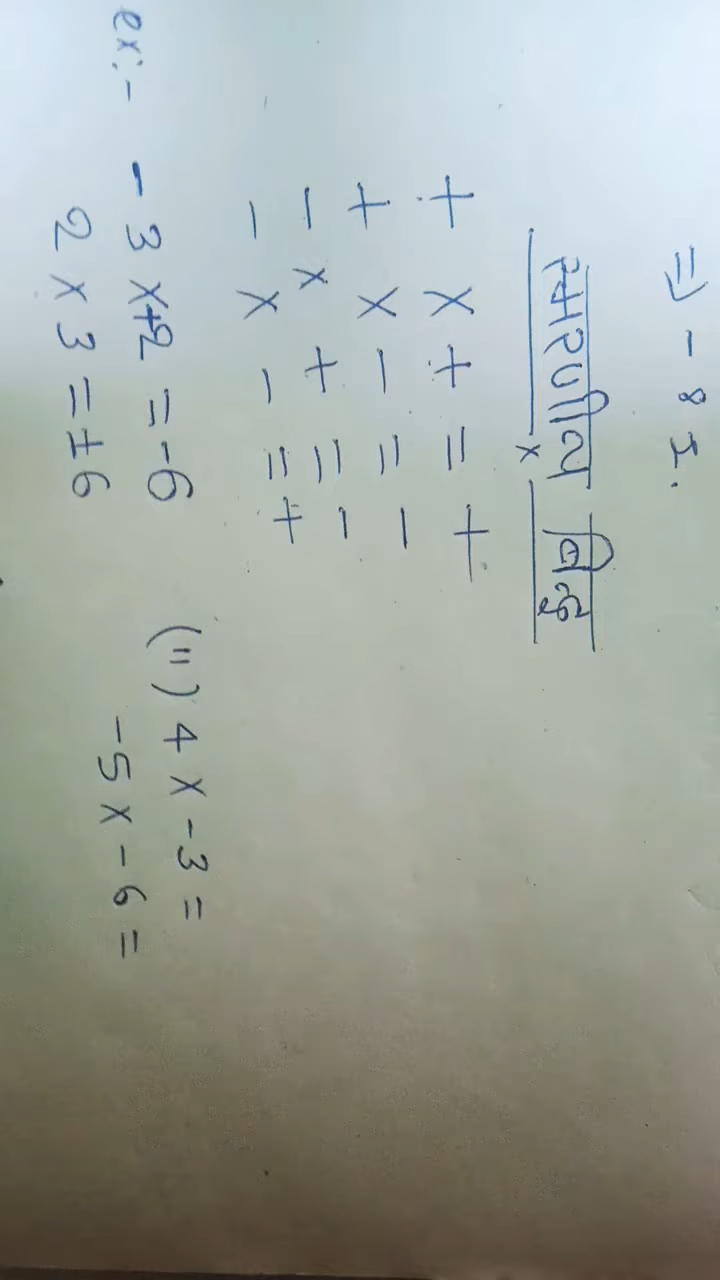 ⇒ - 8 I.
स्मरणीय बिंदु
×
+ × + = +
+ × - = -
- × + = -
- × - = +
ex:- - 3 × +2 = -6
2 × 3 = ±6
(ii) 4 × -3 =
-5 × -6 =